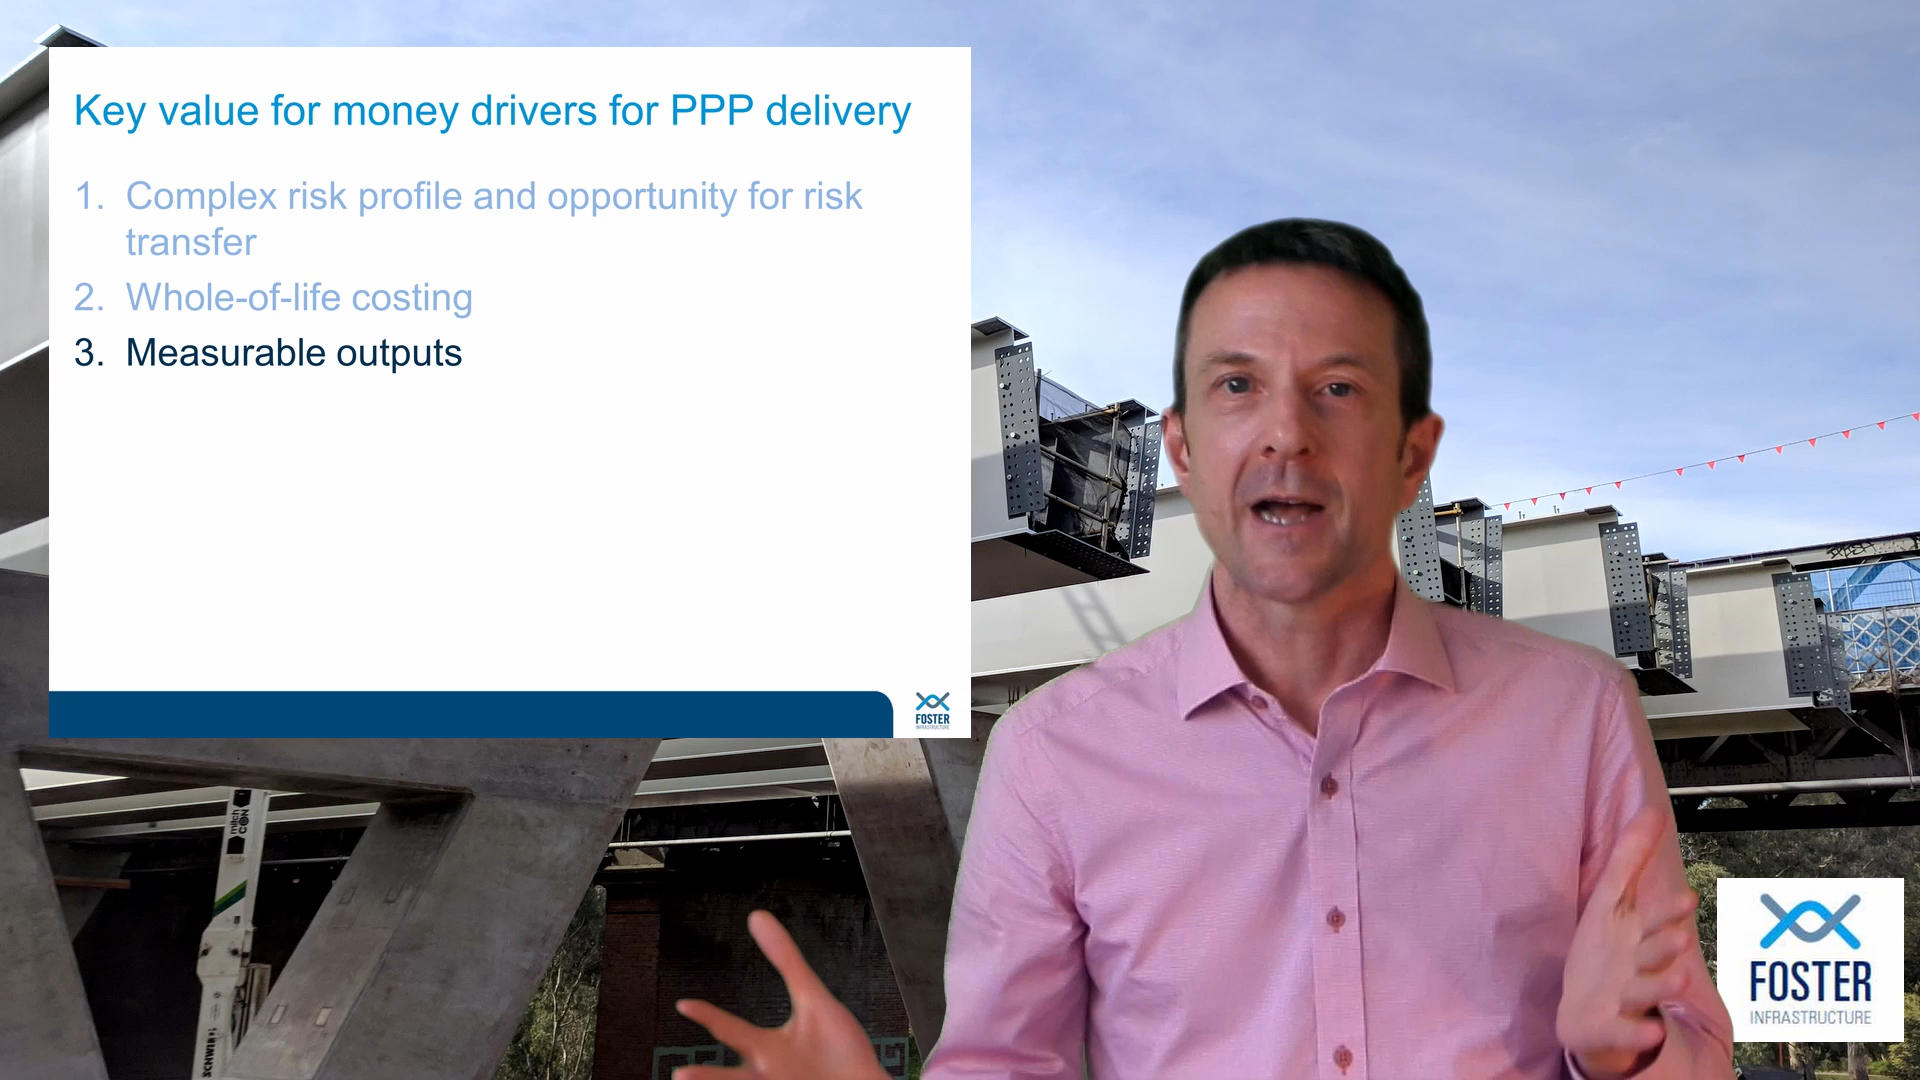 Key value for money drivers for PPP delivery
1. Complex risk profile and opportunity for risk
transfer
2. Whole-of-life costing
3. Measurable outputs
FOSTER
INFRASTRUCTURE
FOSTER
INFRASTRUCTURE